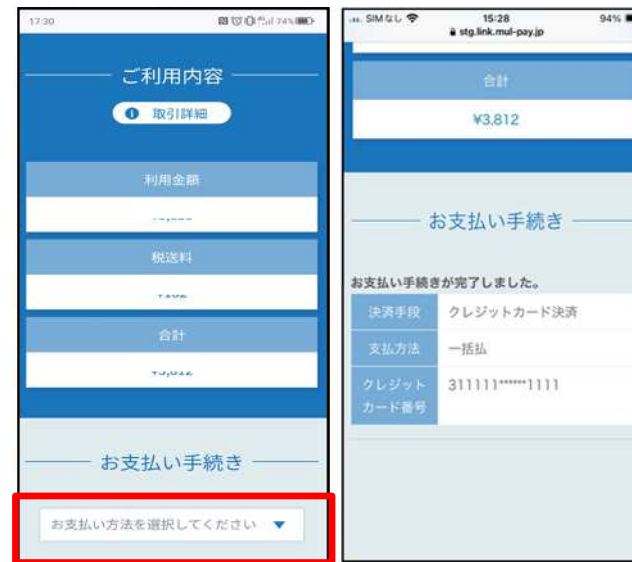 17:30
74%
ご利用内容
取引詳細
利用金額
税送料
合計
お支払い手続き
お支払い方法を選択してください ▼
SIMなし
15:28
94%
stg.link.mul-pay.jp
合計
¥3,812
お支払い手続き
お支払い手続きが完了しました。
決済手段 クレジットカード決済
支払方法 一括払
クレジット
カード番号
311111******1111